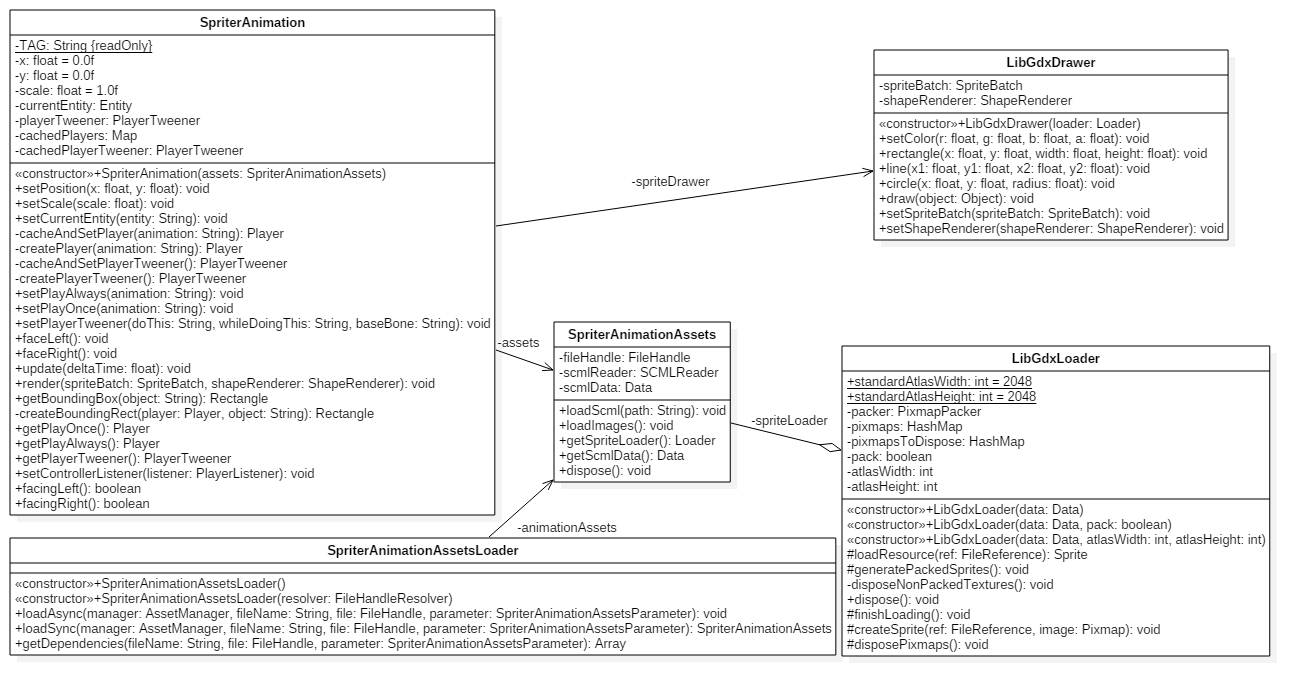 SpriterAnimation
-TAG: String {readOnly}
-x: float = 0.0f
-y: float = 0.0f
-scale: float = 1.0f
-currentEntity: Entity
-playerTweener: PlayerTweener
-cachedPlayers: Map
-cachedPlayerTweener: PlayerTweener
«constructor»+SpriterAnimation(assets: SpriterAnimationAssets)
+setPosition(x: float, y: float): void
+setScale(scale: float): void
+setCurrentEntity(entity: String): void
-cacheAndSetPlayer(animation: String): Player
-createPlayer(animation: String): Player
-cacheAndSetPlayerTweener(): PlayerTweener
-createPlayerTweener(): PlayerTweener
+setPlayAlways(animation: String): void
+setPlayOnce(animation: String): void
+setPlayerTweener(doThis: String, whileDoingThis: String, baseBone: String): void
+faceLeft(): void
+faceRight(): void
+update(deltaTime: float): void
+render(spriteBatch: SpriteBatch, shapeRenderer: ShapeRenderer): void
+getBoundingBox(object: String): Rectangle
-createBoundingRect(player: Player, object: String): Rectangle
+getPlayOnce(): Player
+getPlayAlways(): Player
+getPlayerTweener(): PlayerTweener
+setControllerListener(listener: PlayerListener): void
+facingLeft(): boolean
+facingRight(): boolean
-spriteDrawer
LibGdxDrawer
-spriteBatch: SpriteBatch
-shapeRenderer: ShapeRenderer
«constructor»+LibGdxDrawer(loader: Loader)
+setColor(r: float, g: float, b: float, a: float): void
+rectangle(x: float, y: float, width: float, height: float): void
+line(x1: float, y1: float, x2: float, y2: float): void
+circle(x: float, y: float, radius: float): void
+draw(object: Object): void
+setSpriteBatch(spriteBatch: SpriteBatch): void
+setShapeRenderer(shapeRenderer: ShapeRenderer): void
-assets
SpriterAnimationAssets
-fileHandle: FileHandle
-scmlReader: SCMLReader
-scmlData: Data
+loadScml(path: String): void
+loadImages(): void
+getSpriteLoader(): Loader
+getScmlData(): Data
+dispose(): void
-spriteLoader
LibGdxLoader
+standardAtlasWidth: int = 2048
+standardAtlasHeight: int = 2048
-packer: PixmapPacker
-pixmaps: HashMap
-pixmapsToDispose: HashMap
-pack: boolean
-atlasWidth: int
-atlasHeight: int
«constructor»+LibGdxLoader(data: Data)
«constructor»+LibGdxLoader(data: Data, pack: boolean)
«constructor»+LibGdxLoader(data: Data, atlasWidth: int, atlasHeight: int)
#loadResource(ref: FileReference): Sprite
#generatePackedSprites(): void
-disposeNonPackedTextures(): void
+dispose(): void
#finishLoading(): void
#createSprite(ref: FileReference, image: Pixmap): void
#disposePixmaps(): void
-animationAssets
SpriterAnimationAssetsLoader
«constructor»+SpriterAnimationAssetsLoader()
«constructor»+SpriterAnimationAssetsLoader(resolver: FileHandleResolver)
+loadAsync(manager: AssetManager, fileName: String, file: FileHandle, parameter: SpriterAnimationAssetsParameter): void
+loadSync(manager: AssetManager, fileName: String, file: FileHandle, parameter: SpriterAnimationAssetsParameter): SpriterAnimationAssets
+getDependencies(fileName: String, file: FileHandle, parameter: SpriterAnimationAssetsParameter): Array